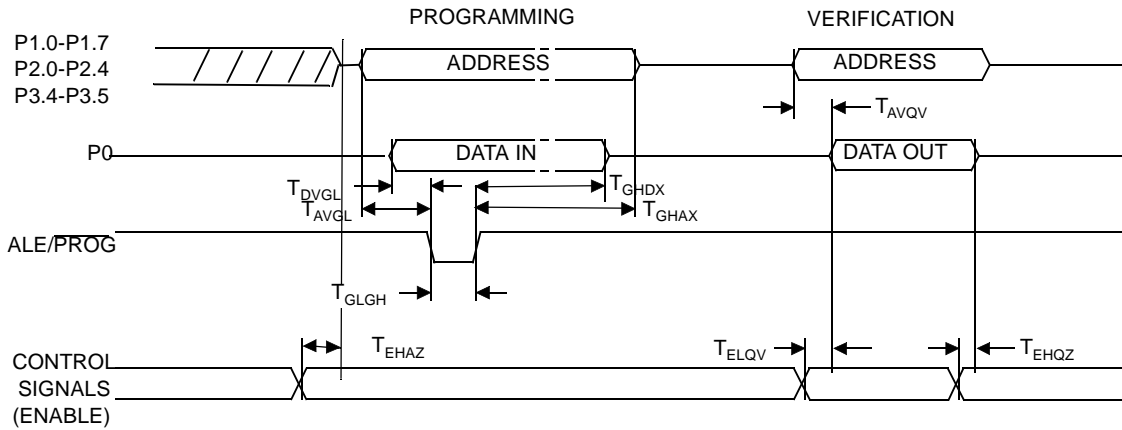 PROGRAMMING
VERIFICATION
P1.0-P1.7
P2.0-P2.4
P3.4-P3.5
ADDRESS
ADDRESS
TAVQV
P0
DATA IN
DATA OUT
TDVGL
TGHDX
TAVGL
TGHAX
ALE/PROG
TGLGH
TEHAZ
TELQV
TEHQZ
CONTROL
SIGNALS
(ENABLE)